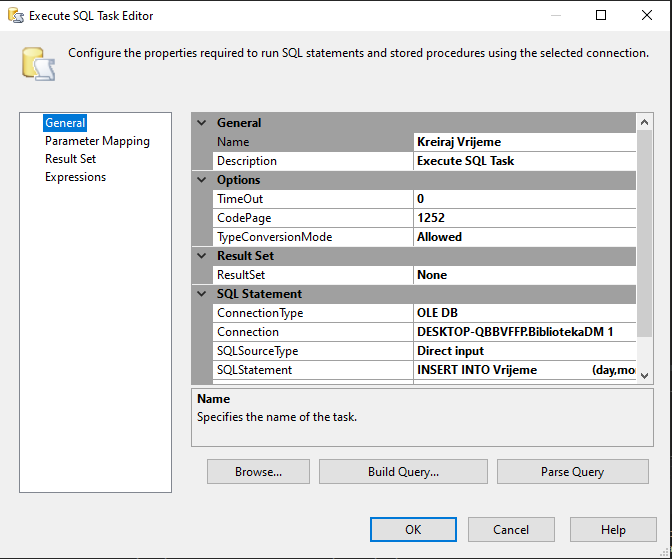 Execute SQL Task Editor
Configure the properties required to run SQL statements and stored procedures using the selected connection.
General
Parameter Mapping
Result Set
Expressions
General
Name Kreiraj Vrijeme
Description Execute SQL Task
Options
TimeOut 0
CodePage 1252
TypeConversionMode Allowed
Result Set
ResultSet None
SQL Statement
ConnectionType OLE DB
Connection DESKTOP-QBBVFFP.BibliotekaDM 1
SQLSourceType Direct input
SQLStatement INSERT INTO Vrijeme (day,mo
Name
Specifies the name of the task.
Browse... Build Query... Parse Query
OK Cancel Help